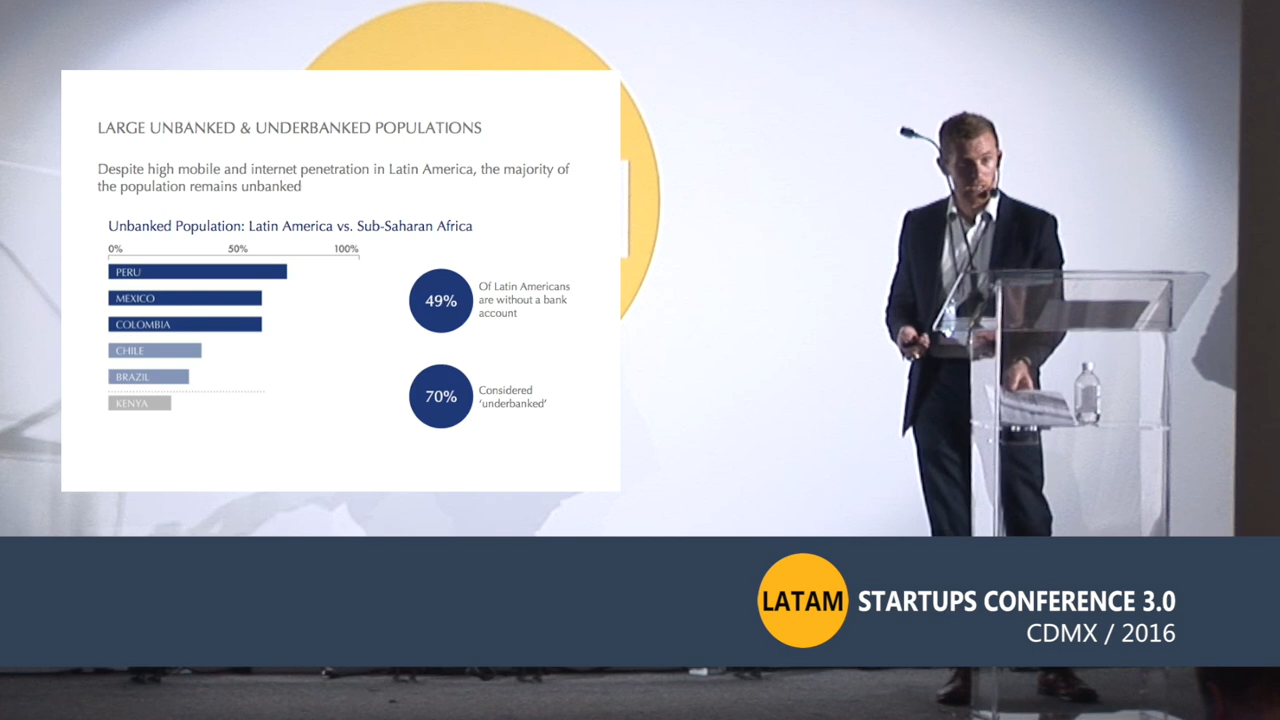 LARGE UNBANKED & UNDERBANKED POPULATIONS
Despite high mobile and internet penetration in Latin America, the majority of
the population remains unbanked
Unbanked Population: Latin America vs. Sub-Saharan Africa
0% 50% 100%
PERU
MEXICO
COLOMBIA
CHILE
BRAZIL
KENYA
49%
Of Latin Americans
are without a bank
account
70%
Considered
‘underbanked’
LATAM STARTUPS CONFERENCE 3.0
CDMX / 2016